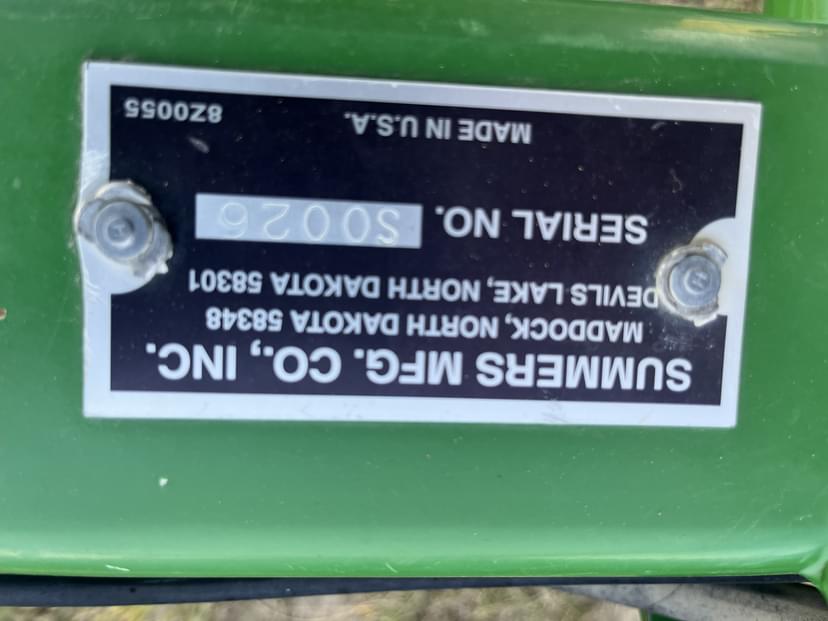 SUMMERS MFG. CO., INC.
MADDOCK, NORTH DAKOTA 58348
DEVILS LAKE, NORTH DAKOTA 58301
SERIAL NO. S0026
MADE IN U.S.A. 8Z0055